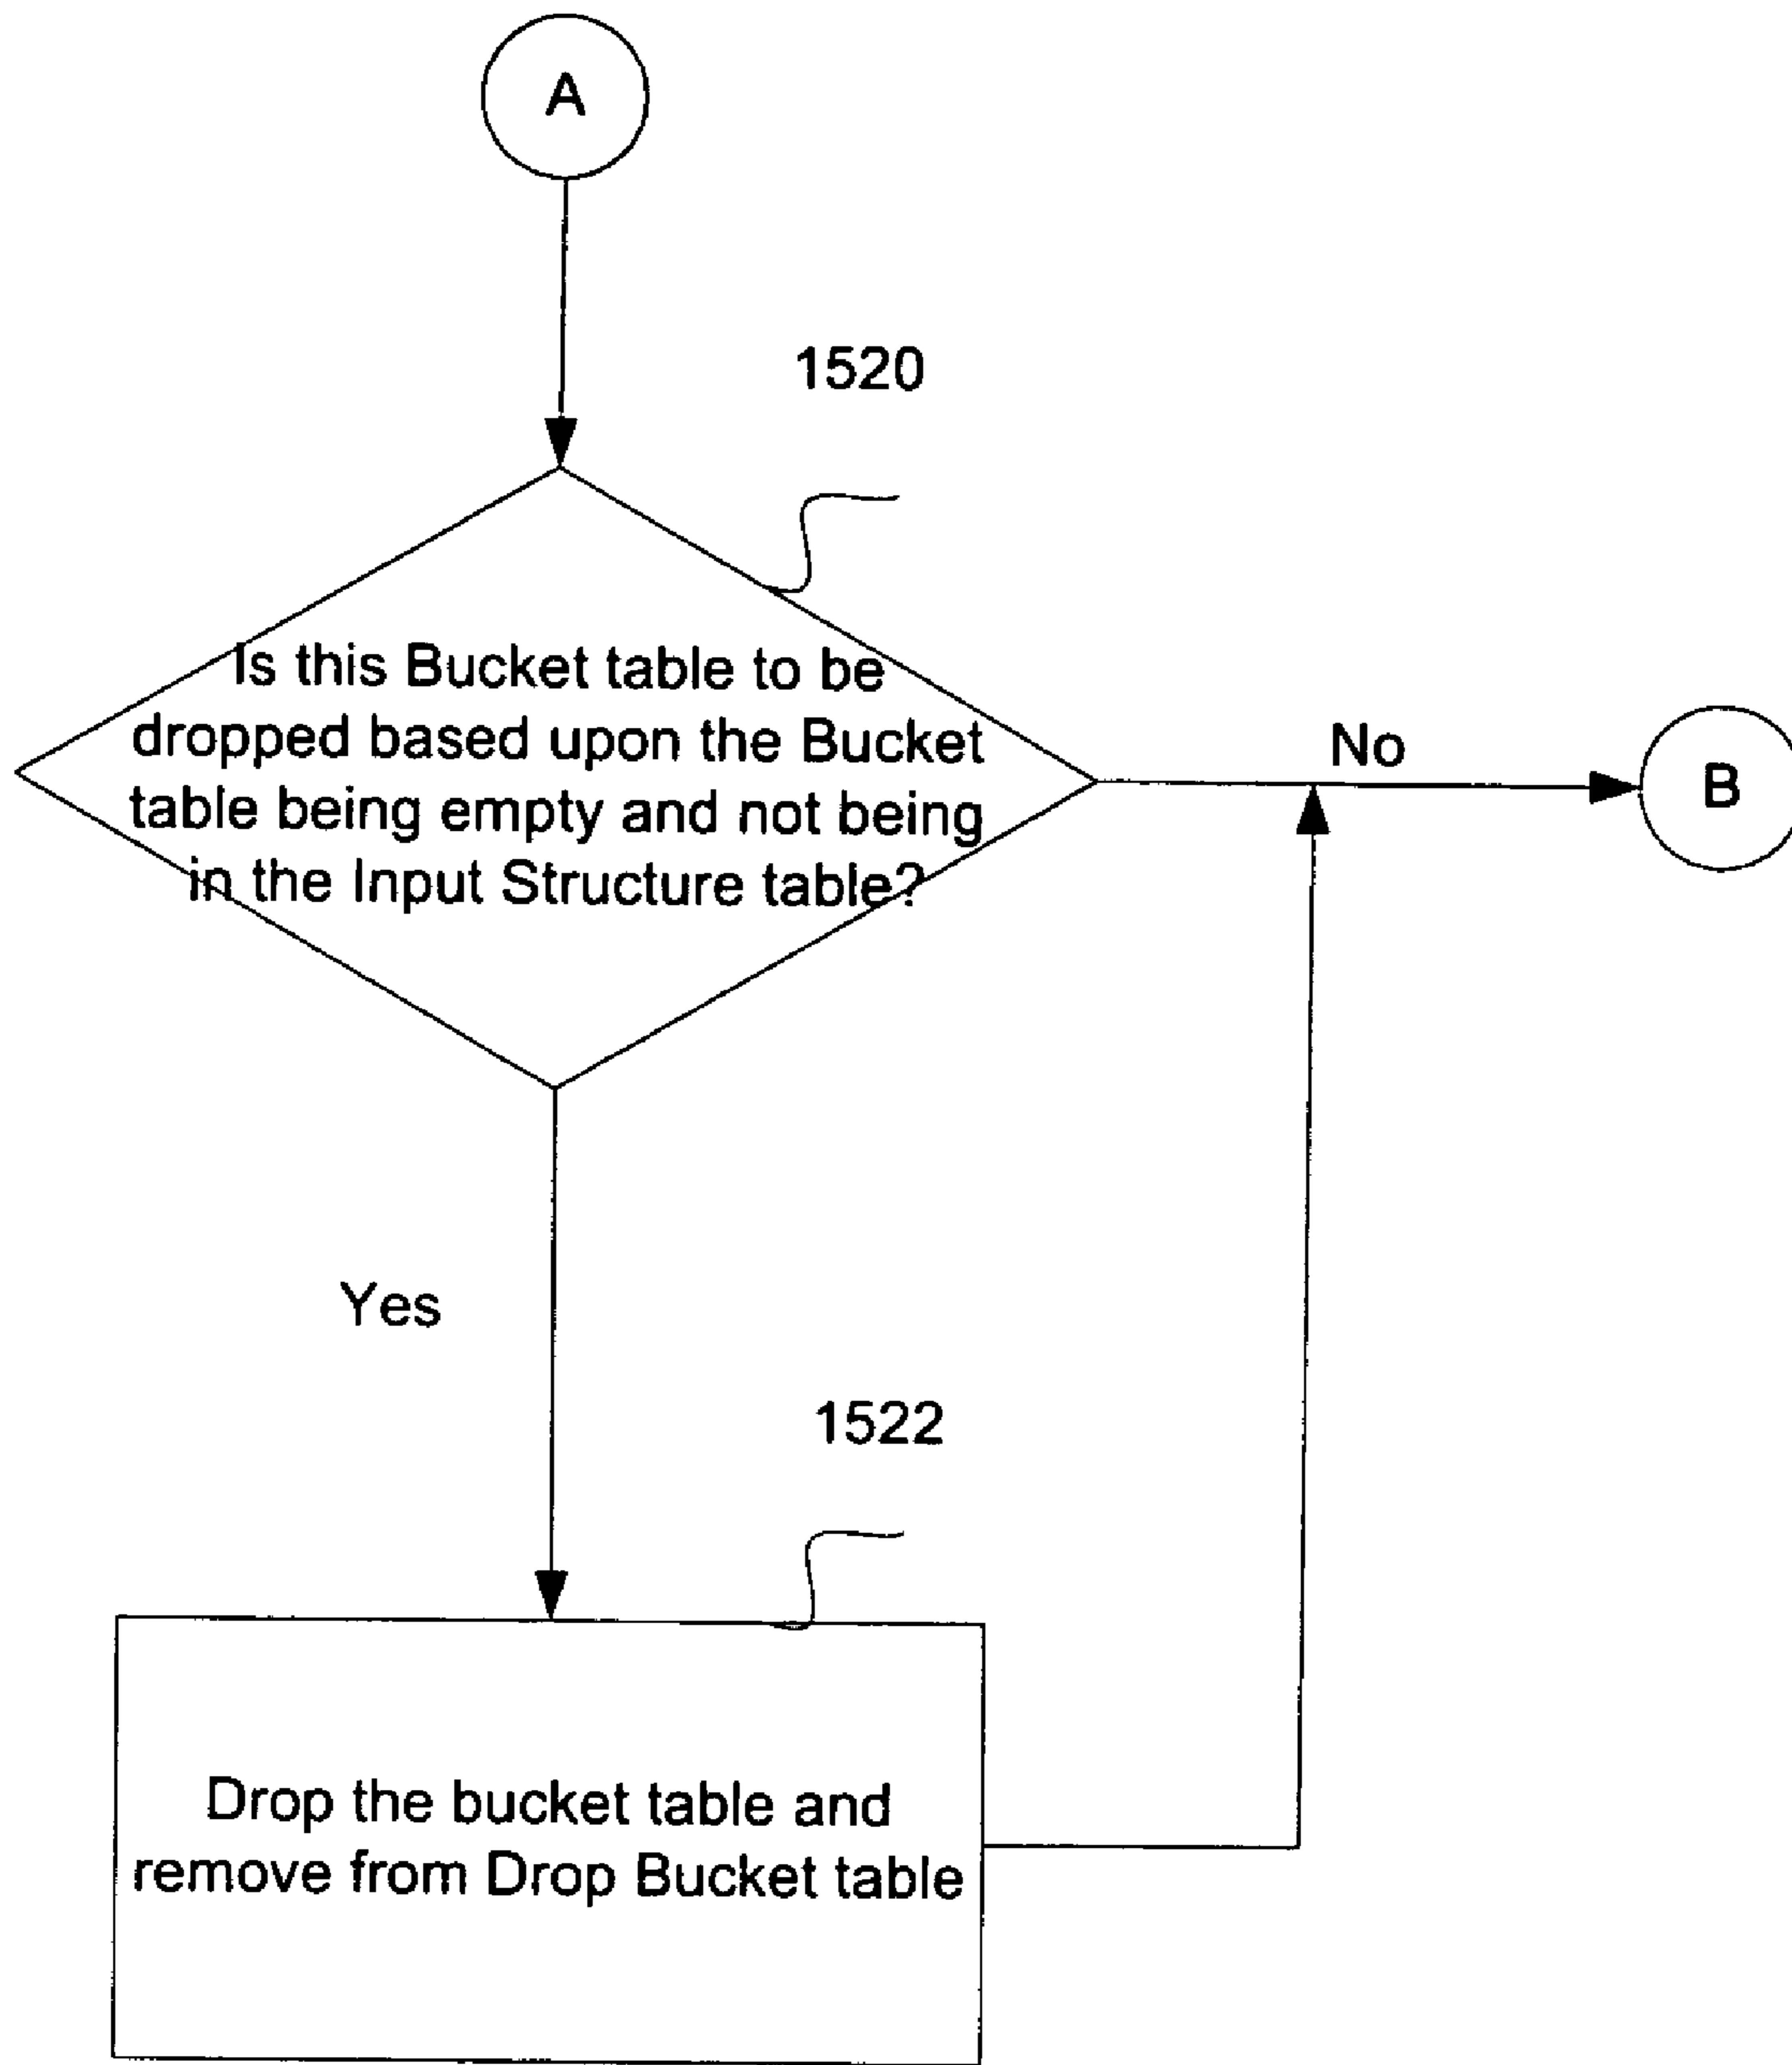 A
1520
Is this Bucket table to be
dropped based upon the Bucket
table being empty and not being
in the Input Structure table?
No
B
Yes
1522
Drop the bucket table and
remove from Drop Bucket table